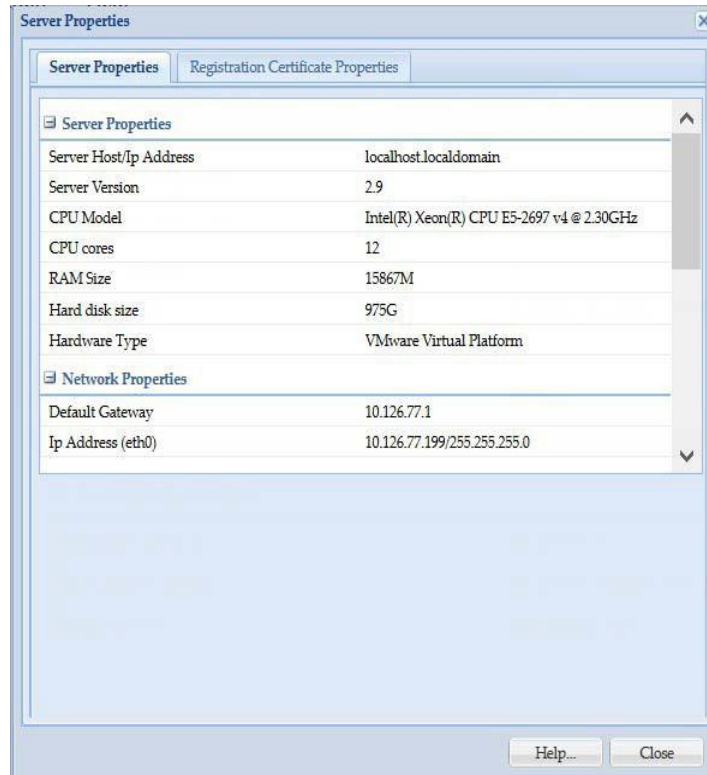 Server Properties
Server Properties Registration Certificate Properties
Server Properties
Server Host/Ip Address localhost.localdomain
Server Version 2.9
CPU Model Intel(R) Xeon(R) CPU E5-2697 v4 @ 2.30GHz
CPU cores 12
RAM Size 15867M
Hard disk size 975G
Hardware Type VMware Virtual Platform
Network Properties
Default Gateway 10.126.77.1
Ip Address (eth0) 10.126.77.199/255.255.255.0
Help... Close